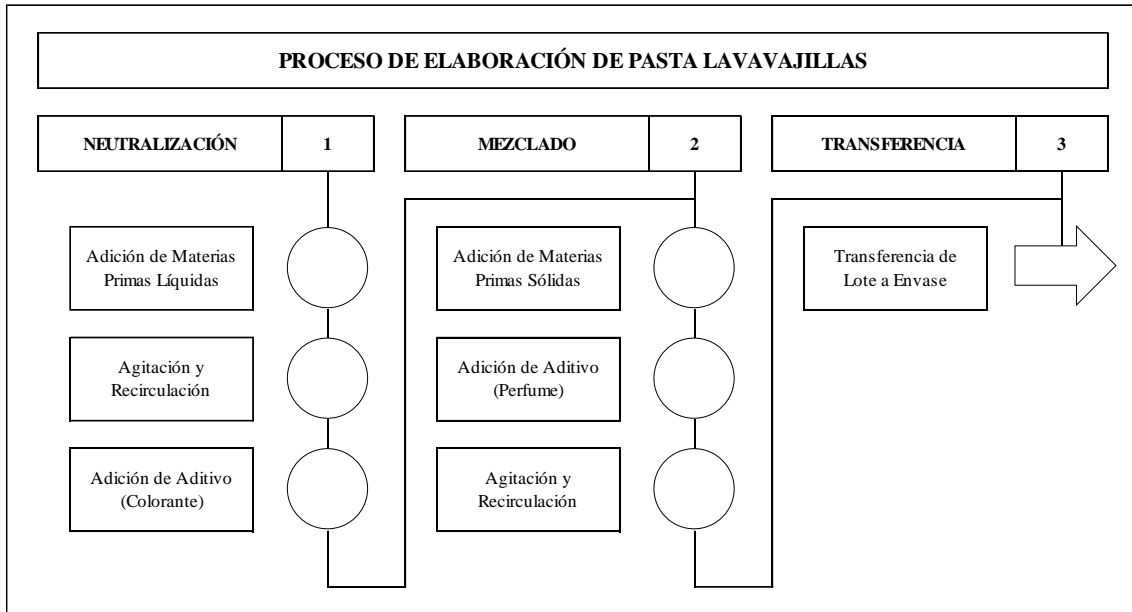 PROCESO DE ELABORACIÓN DE PASTA LAVAVAJILLAS
NEUTRALIZACIÓN
1
Adición de Materias
Primas Líquidas
Agitación y
Recirculación
Adición de Aditivo
(Colorante)
MEZCLADO
2
Adición de Materias
Primas Sólidas
Adición de Aditivo
(Perfume)
Agitación y
Recirculación
TRANSFERENCIA
3
Transferencia de
Lote a Envase